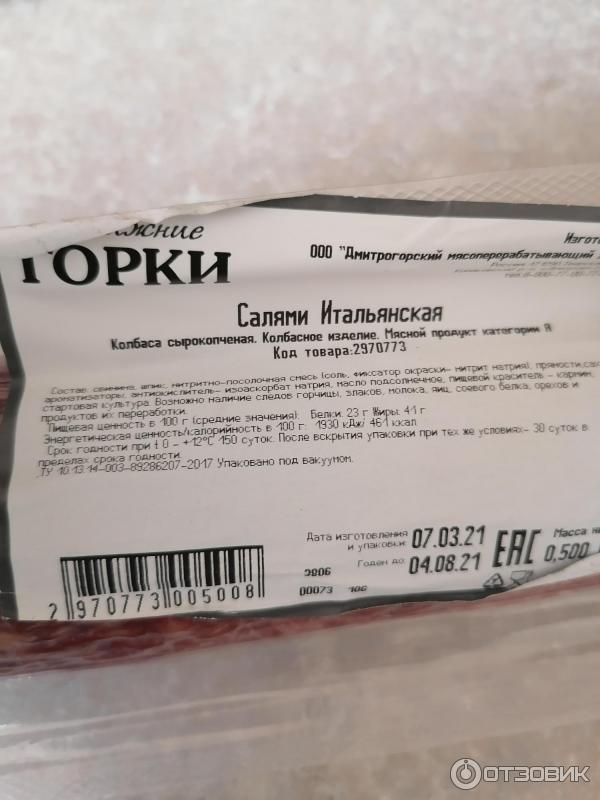 ГОРКИ
ООО "Дмитрогорский мясоперерабатывающий
Салями Итальянская
Колбаса сырокопченая. Колбасное изделие. Мясной продукт категории А
Код товара:2970773
Состав: свинина, шпик, нитритно-посолочная смесь (соль, фиксатор окраски- нитрит натрия), пряности,
ароматизаторы, антиокислитель- изоаскорбат натрия, масло подсолнечное, пищевой краситель - кармин,
стартовая культура. Возможно наличие следов горчицы, злаков, молока, яиц, соевого белка, орехов и
продуктов их переработки.
Пищевая ценность в 100 г (средние значения): Белки: 23 г Жиры: 41 г
Энергетическая ценность/калорийность в 100 г: 1930 кДж/ 461 ккал
Срок годности при t 0 - +12°C 150 суток. После вскрытия упаковки при тех же условиях- 30 суток в
пределах срока годности.
ТУ 10.13.14-003-89286207-2017 Упаковано под вакуумом.
Дата изготовления
и упаковки: 07.03.21
Годен до: 04.08.21
EAC
Масса
0,500
2 970773 005008
3806
00073 106
ОТЗОВИК